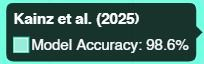 Kainz et al. (2025)
Model Accuracy: 98.6%